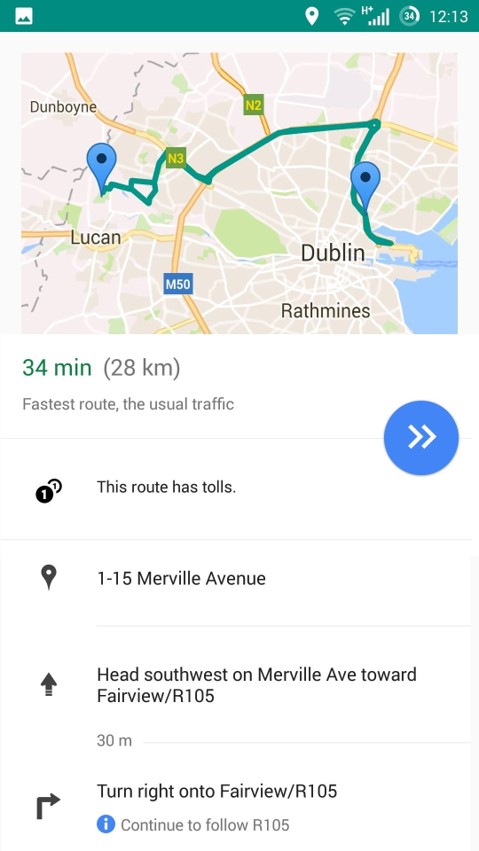 H+
34
12:13
Dunboyne
N2
N3
Lucan
Dublin
M50
Rathmines
34 min (28 km)
Fastest route, the usual traffic
1 1
This route has tolls.
1-15 Merville Avenue
Head southwest on Merville Ave toward
Fairview/R105
30 m
Turn right onto Fairview/R105
Continue to follow R105